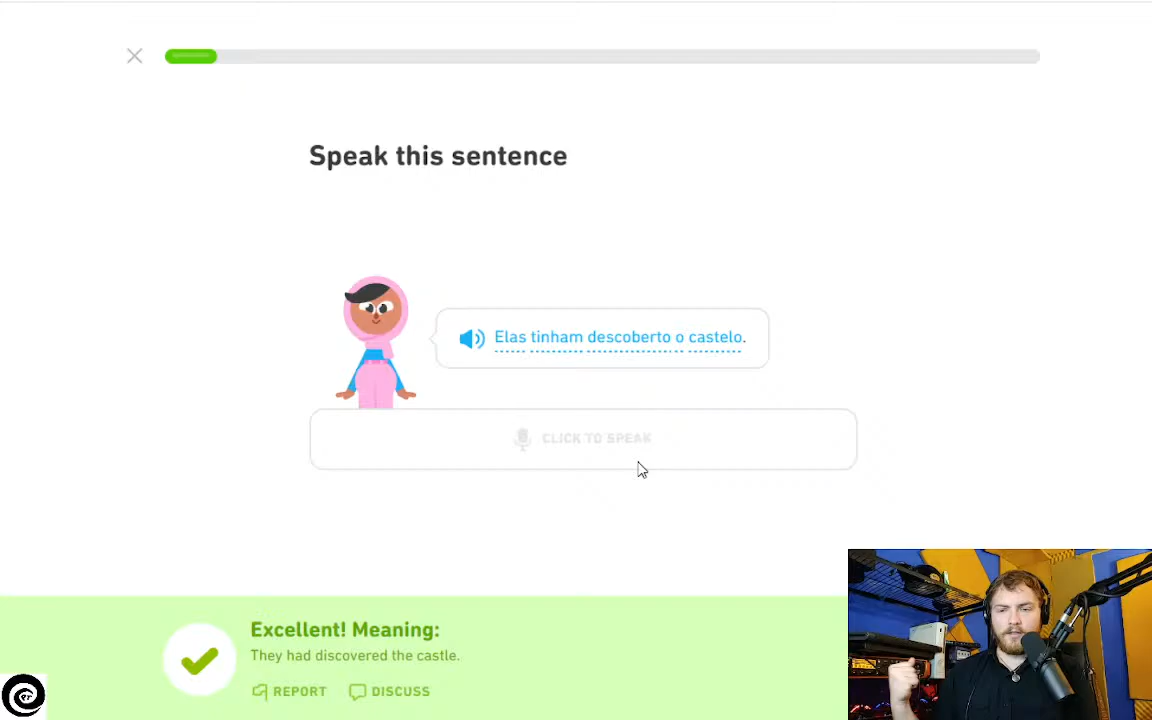 Speak this sentence
Elas tinham descoberto o castelo.
CLICK TO SPEAK
Excellent! Meaning:
They had discovered the castle.
REPORT DISCUSS